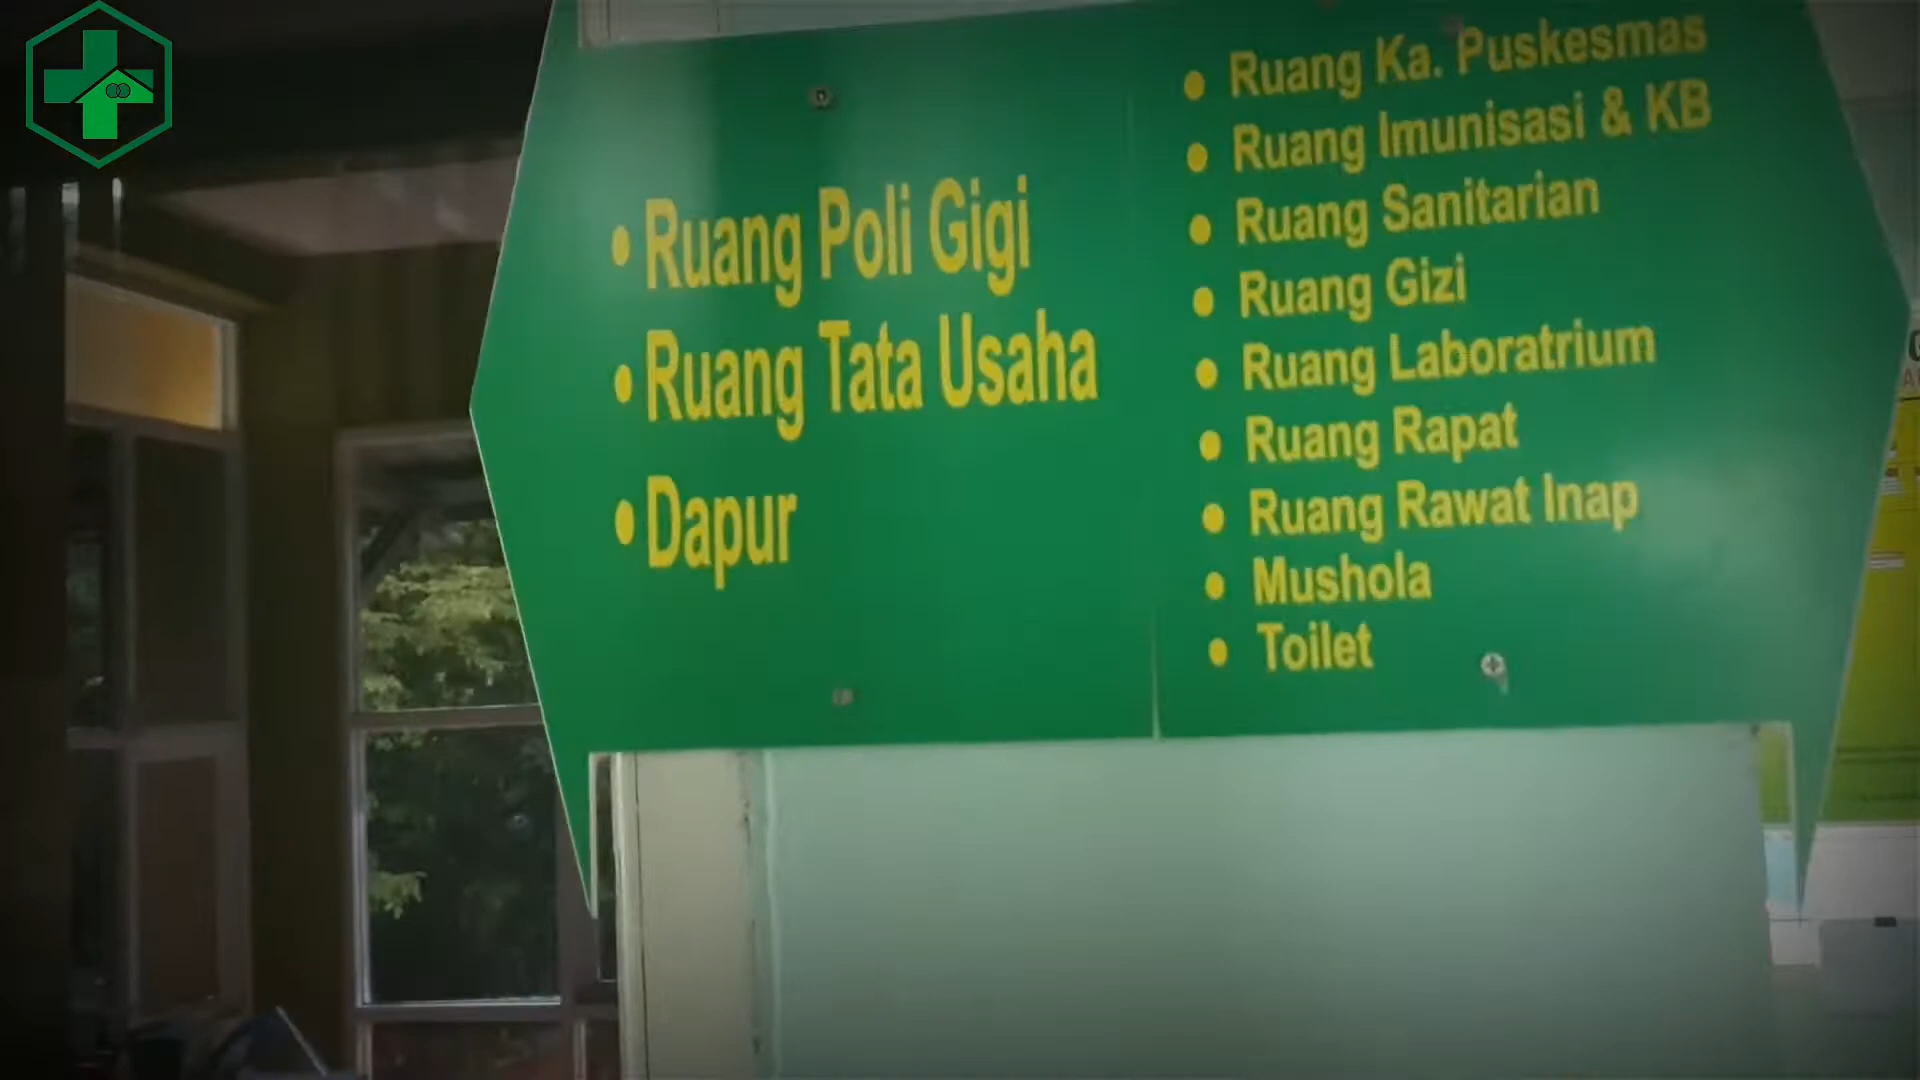 • Ruang Poli Gigi
• Ruang Tata Usaha
• Dapur
• Ruang Ka. Puskesmas
• Ruang Imunisasi & KB
• Ruang Sanitarian
• Ruang Gizi
• Ruang Laboratrium
• Ruang Rapat
• Ruang Rawat Inap
• Mushola
• Toilet